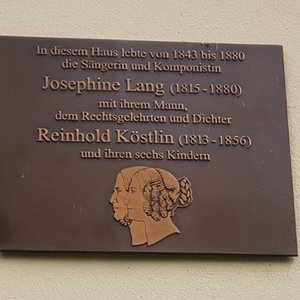 In diesem Haus lebte von 1843 bis 1880
die Sängerin und Komponistin
Josephine Lang (1815-1880)
mit ihrem Mann,
dem Rechtsgelehrten und Dichter
Reinhold Köstlin (1813-1856)
und ihren sechs Kindern